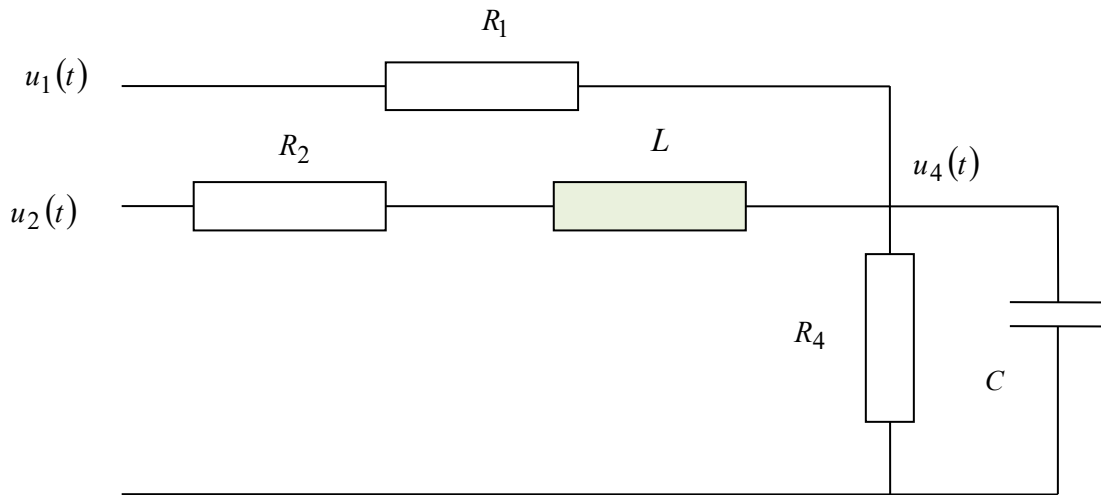 R₁
u₁(t)
R₂
L
u₄(t)
u₂(t)
R₄
C